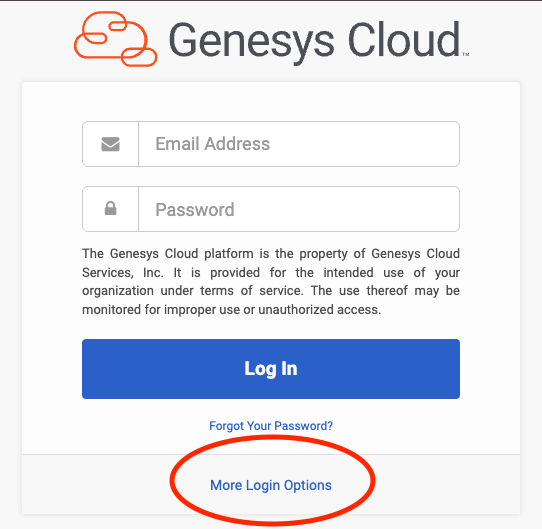 Genesys Cloud™
Email Address
Password
The Genesys Cloud platform is the property of Genesys Cloud
Services, Inc. It is provided for the intended use of your
organization under terms of service. The use thereof may be
monitored for improper use or unauthorized access.
Log In
Forgot Your Password?
More Login Options